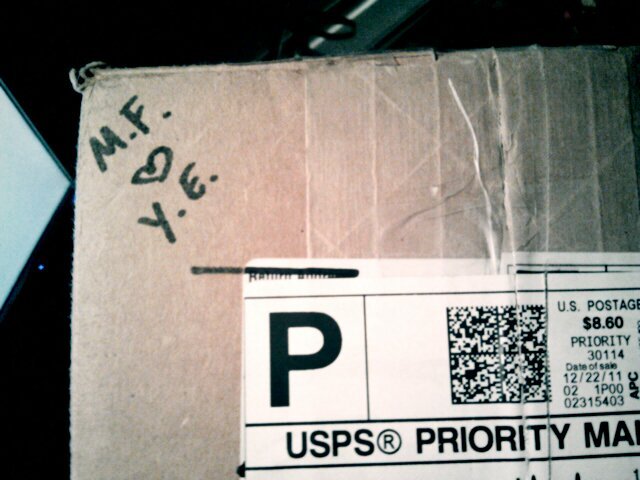 M.F.
♡
Y.E.
P
U.S. POSTAGE
$8.60
PRIORITY
30114
Date of sale
12/22/11
02 1P00
02315403
APC
USPS® PRIORITY MAI